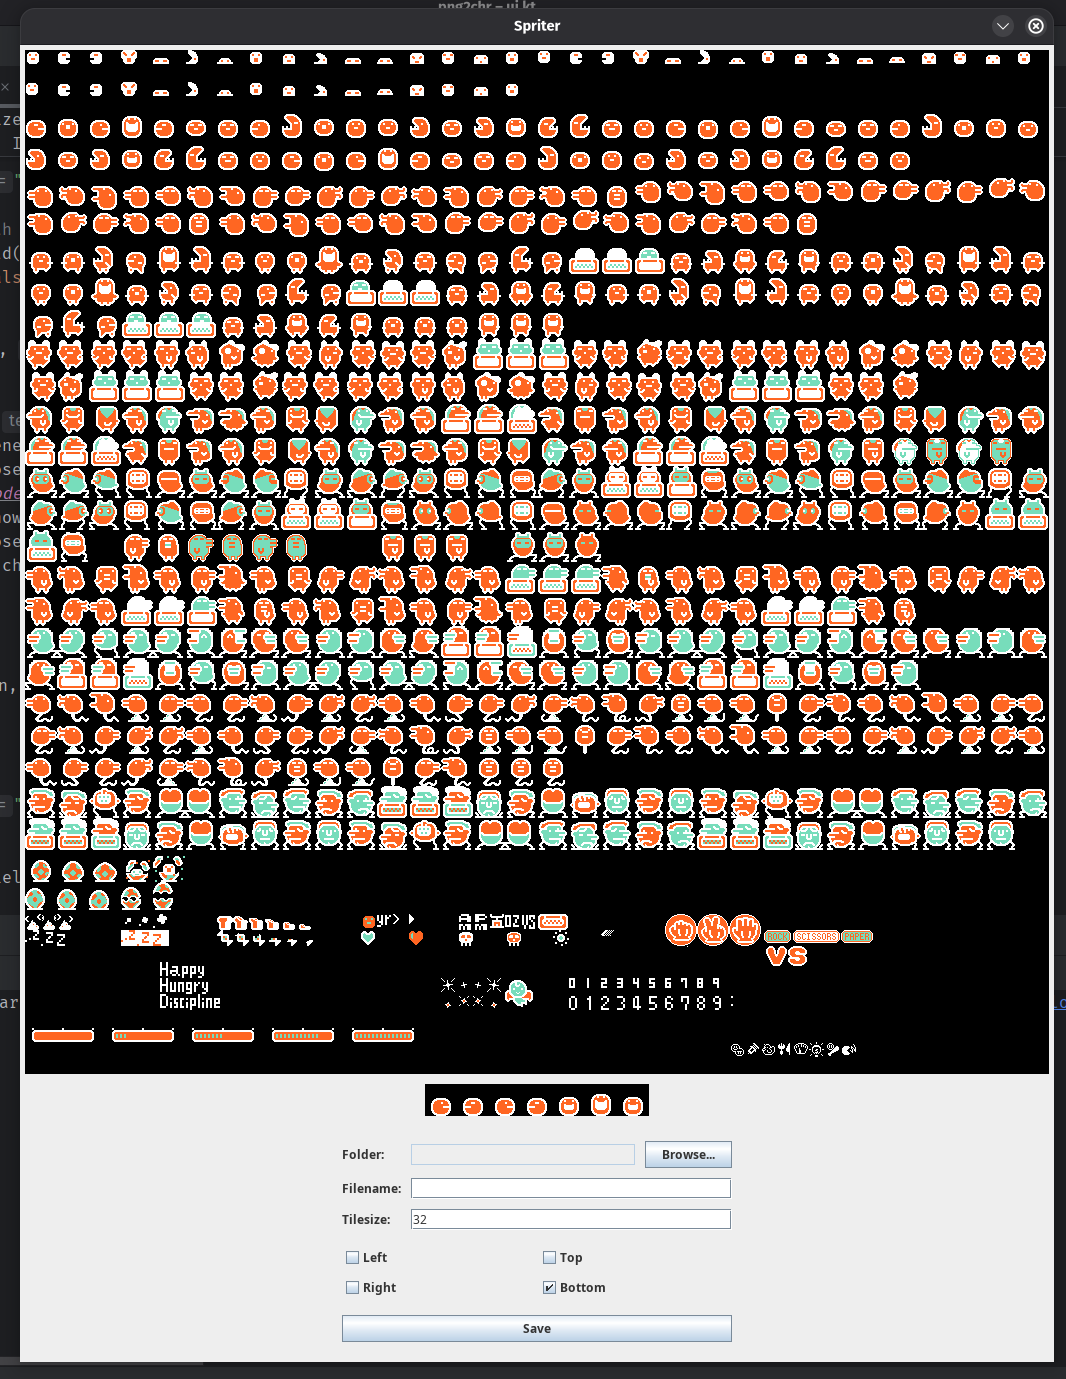 png2chr – ui.kt
Spriter
yr>
ROCK SCISSORS PAPER
VS
Happy
Hungry
Discipline
0 1 2 3 4 5 6 7 8 9
0 1 2 3 4 5 6 7 8 9 :
Folder:
Browse...
Filename:
Tilesize:
32
Left
Top
Right
Bottom
Save